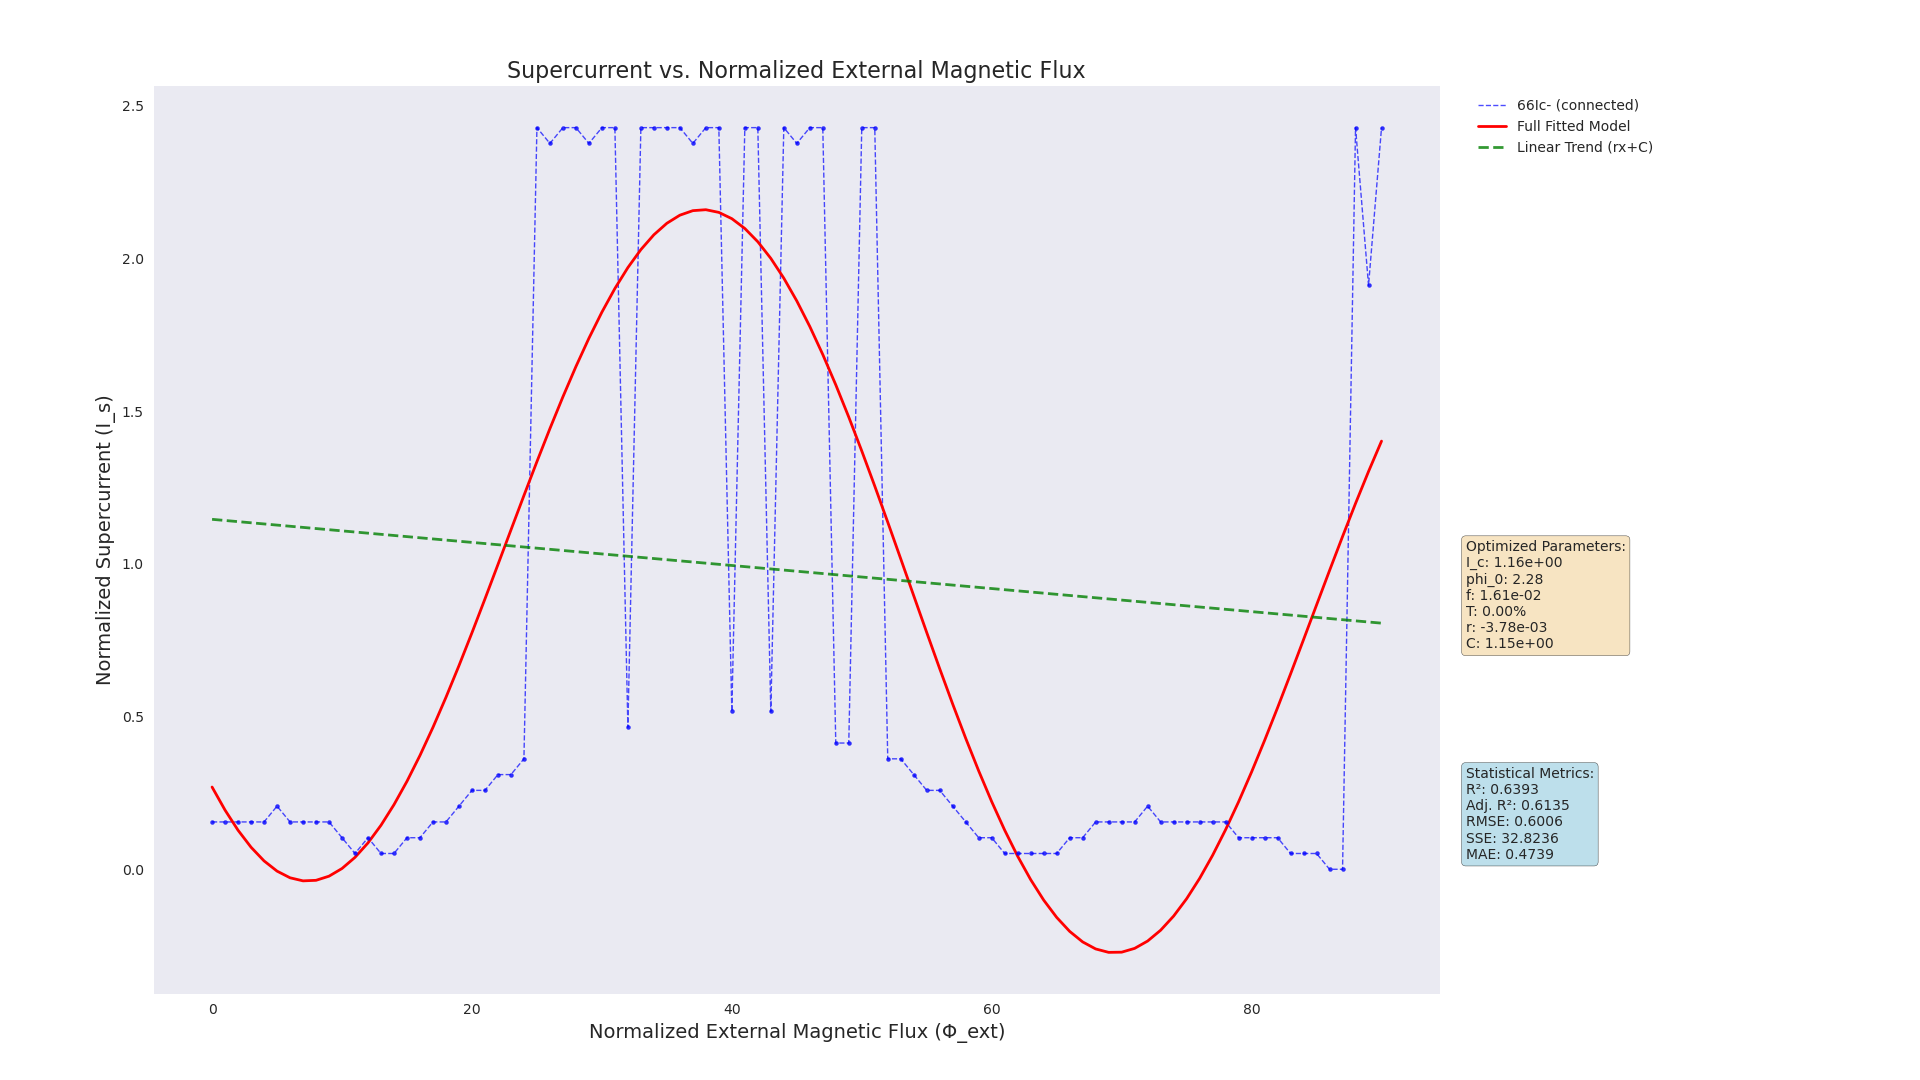 Supercurrent vs. Normalized External Magnetic Flux
2.5
2.0
1.5
1.0
0.5
0.0
Normalized Supercurrent (I_s)
0
20
40
60
80
Normalized External Magnetic Flux (Φ_ext)
66Ic- (connected)
Full Fitted Model
Linear Trend (rx+C)
Optimized Parameters:
I_c: 1.16e+00
phi_0: 2.28
f: 1.61e-02
T: 0.00%
r: -3.78e-03
C: 1.15e+00
Statistical Metrics:
R²: 0.6393
Adj. R²: 0.6135
RMSE: 0.6006
SSE: 32.8236
MAE: 0.4739